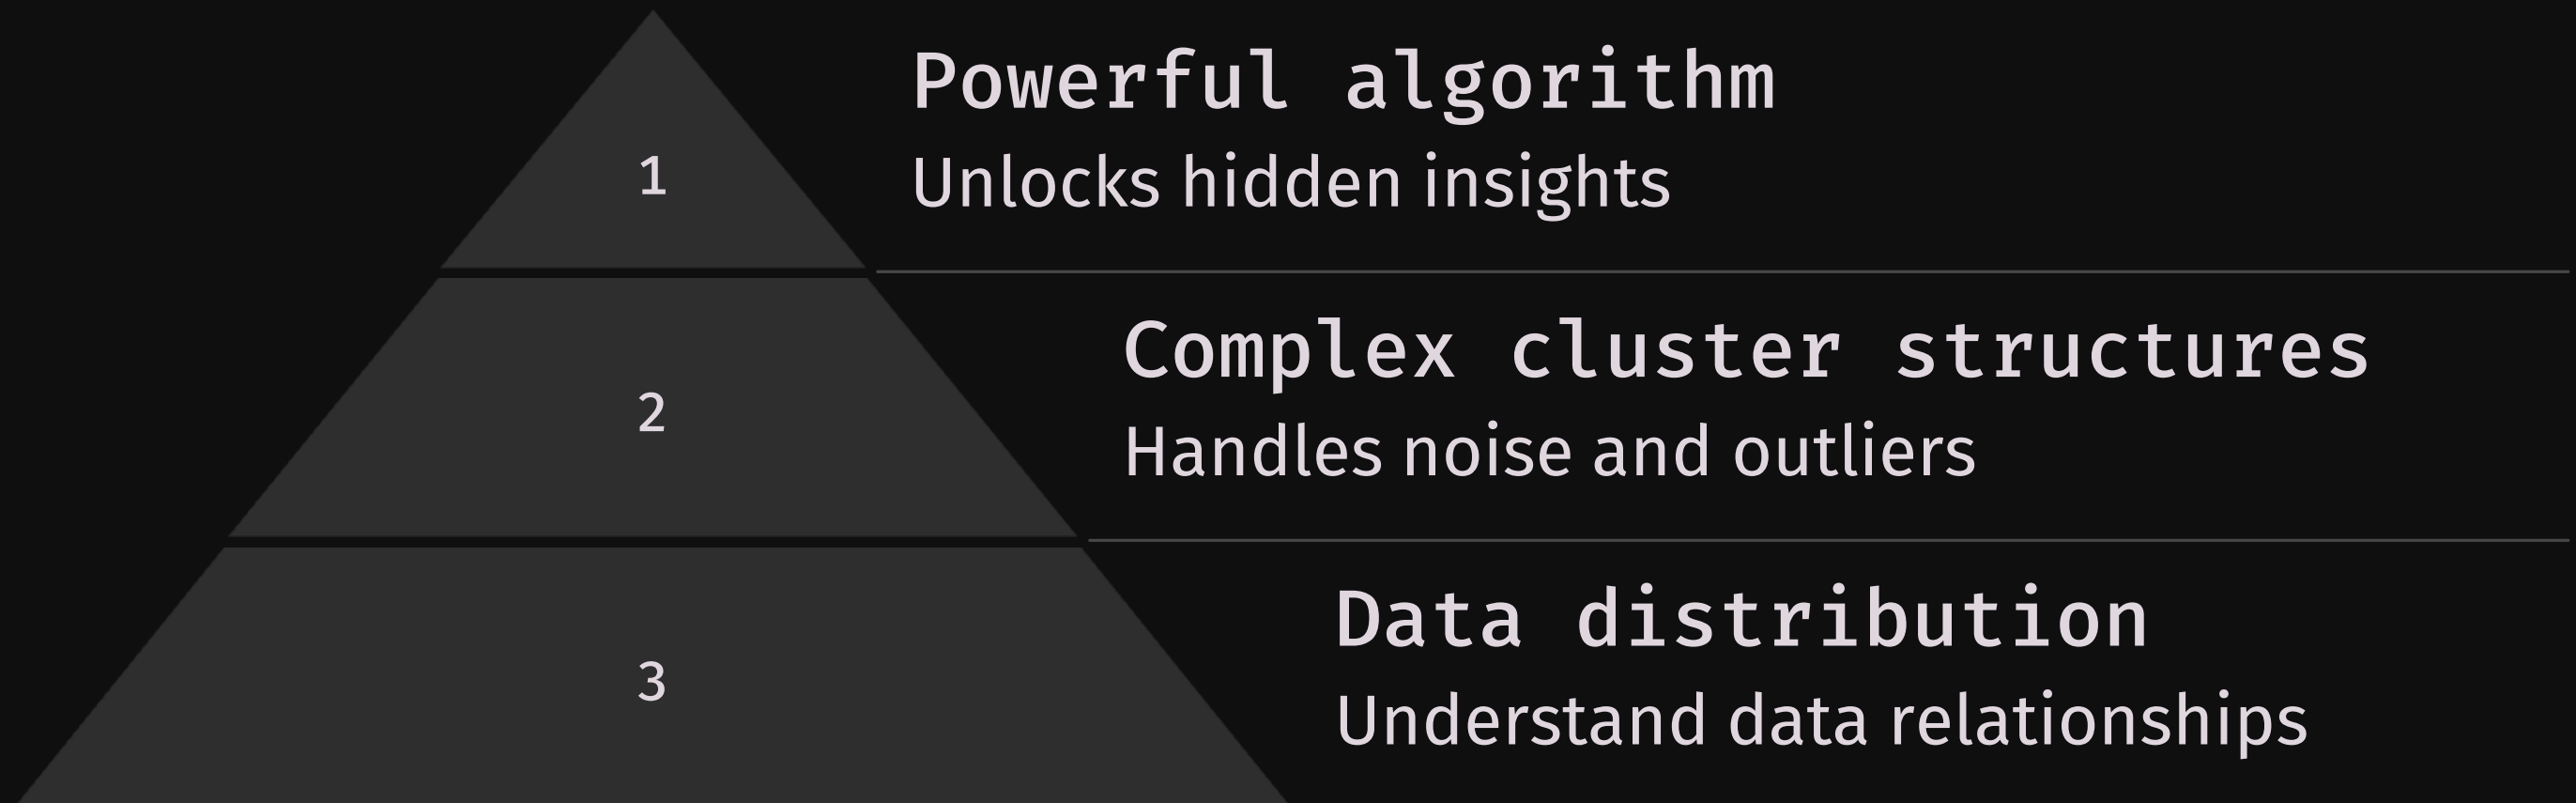 1
Powerful algorithm
Unlocks hidden insights
2
Complex cluster structures
Handles noise and outliers
3
Data distribution
Understand data relationships